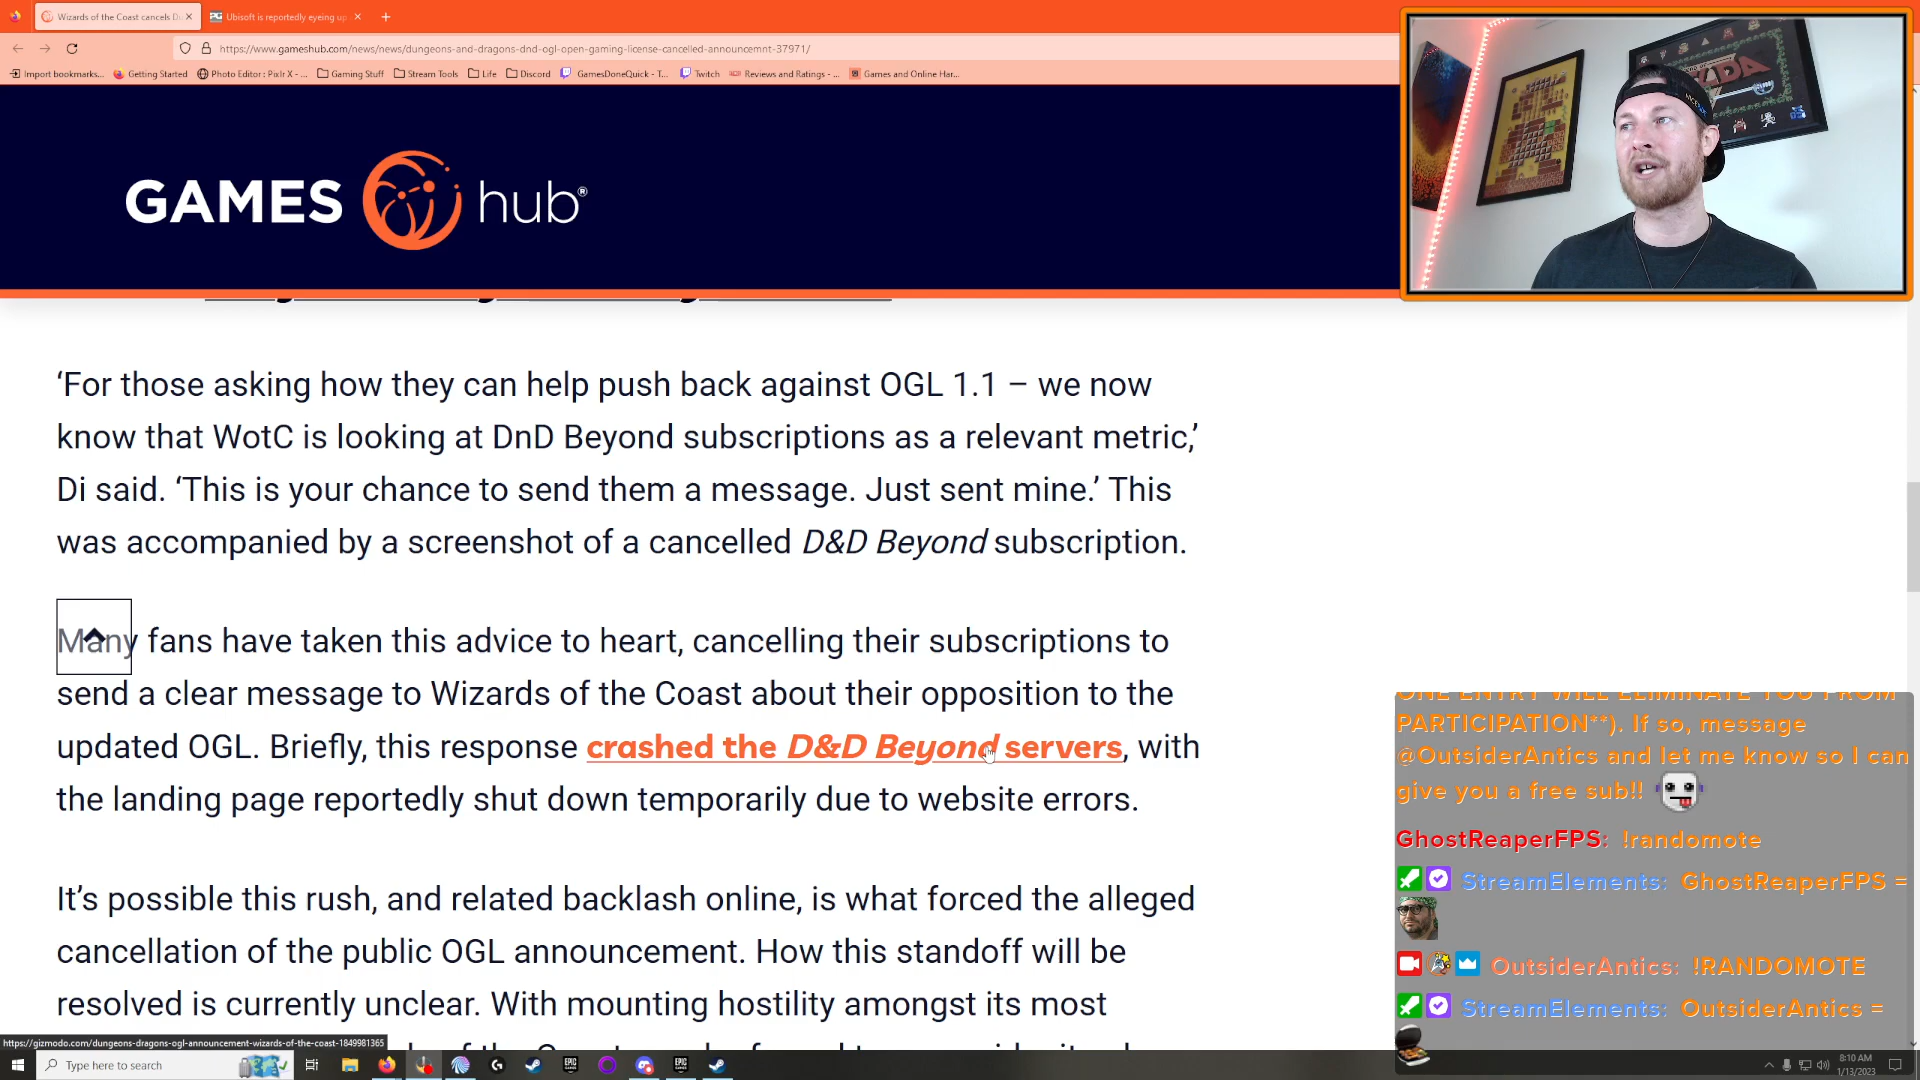 Wizards of the Coast cancels Du
Ubisoft is reportedly eyeing up
https://www.gameshub.com/news/news/dungeons-and-dragons-dnd-ogl-open-gaming-license-cancelled-announcemnt-37971/
Import bookmarks...
Getting Started
Photo Editor : Pixlr X - ...
Gaming Stuff
Stream Tools
Life
Discord
GamesDoneQuick - T...
Twitch
Reviews and Ratings - ...
Games and Online Har...
GAMES hub®
‘For those asking how they can help push back against OGL 1.1 – we now
know that WotC is looking at DnD Beyond subscriptions as a relevant metric,’
Di said. ‘This is your chance to send them a message. Just sent mine.’ This
was accompanied by a screenshot of a cancelled D&D Beyond subscription.
Many fans have taken this advice to heart, cancelling their subscriptions to
send a clear message to Wizards of the Coast about their opposition to the
updated OGL. Briefly, this response crashed the D&D Beyond servers, with
the landing page reportedly shut down temporarily due to website errors.
It’s possible this rush, and related backlash online, is what forced the alleged
cancellation of the public OGL announcement. How this standoff will be
resolved is currently unclear. With mounting hostility amongst its most
ONE ENTRY WILL ELIMINATE YOU FROM
PARTICIPATION**). If so, message
@OutsiderAntics and let me know so I can
give you a free sub!!
GhostReaperFPS: !randomote
StreamElements: GhostReaperFPS =
OutsiderAntics: !RANDOMOTE
StreamElements: OutsiderAntics =
https://gizmodo.com/dungeons-dragons-ogl-announcement-wizards-of-the-coast-1849981365
Type here to search
8:10 AM
1/13/2023